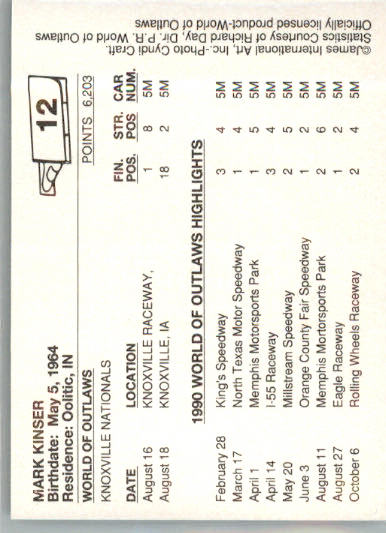 12
MARK KINSER
Birthdate: May 5, 1964
Residence: Oolitic, IN
WORLD OF OUTLAWS POINTS 6,203
KNOXVILLE NATIONALS
FIN. STR. CAR
DATE LOCATION POS. POS NUM.
August 16 KNOXVILLE RACEWAY, 1 8 5M
August 18 KNOXVILLE, IA 18 2 5M
1990 WORLD OF OUTLAWS HIGHLIGHTS
February 28 King's Speedway 3 4 5M
March 17 North Texas Motor Speedway 1 4 5M
April 1 Memphis Motorsports Park 1 5 5M
April 14 I-55 Raceway 3 4 5M
May 20 Millstream Speedway 2 5 5M
June 3 Orange County Fair Speedway 1 2 5M
August 11 Memphis Mortorsports Park 2 6 5M
August 27 Eagle Raceway 1 2 5M
October 6 Rolling Wheels Raceway 2 4 5M
©James International Art, Inc.-Photo Cyndi Craft.
Statistics Courtesy of Richard Day, Dir. P.R. World of Outlaws
Officially licensed product-World of Outlaws